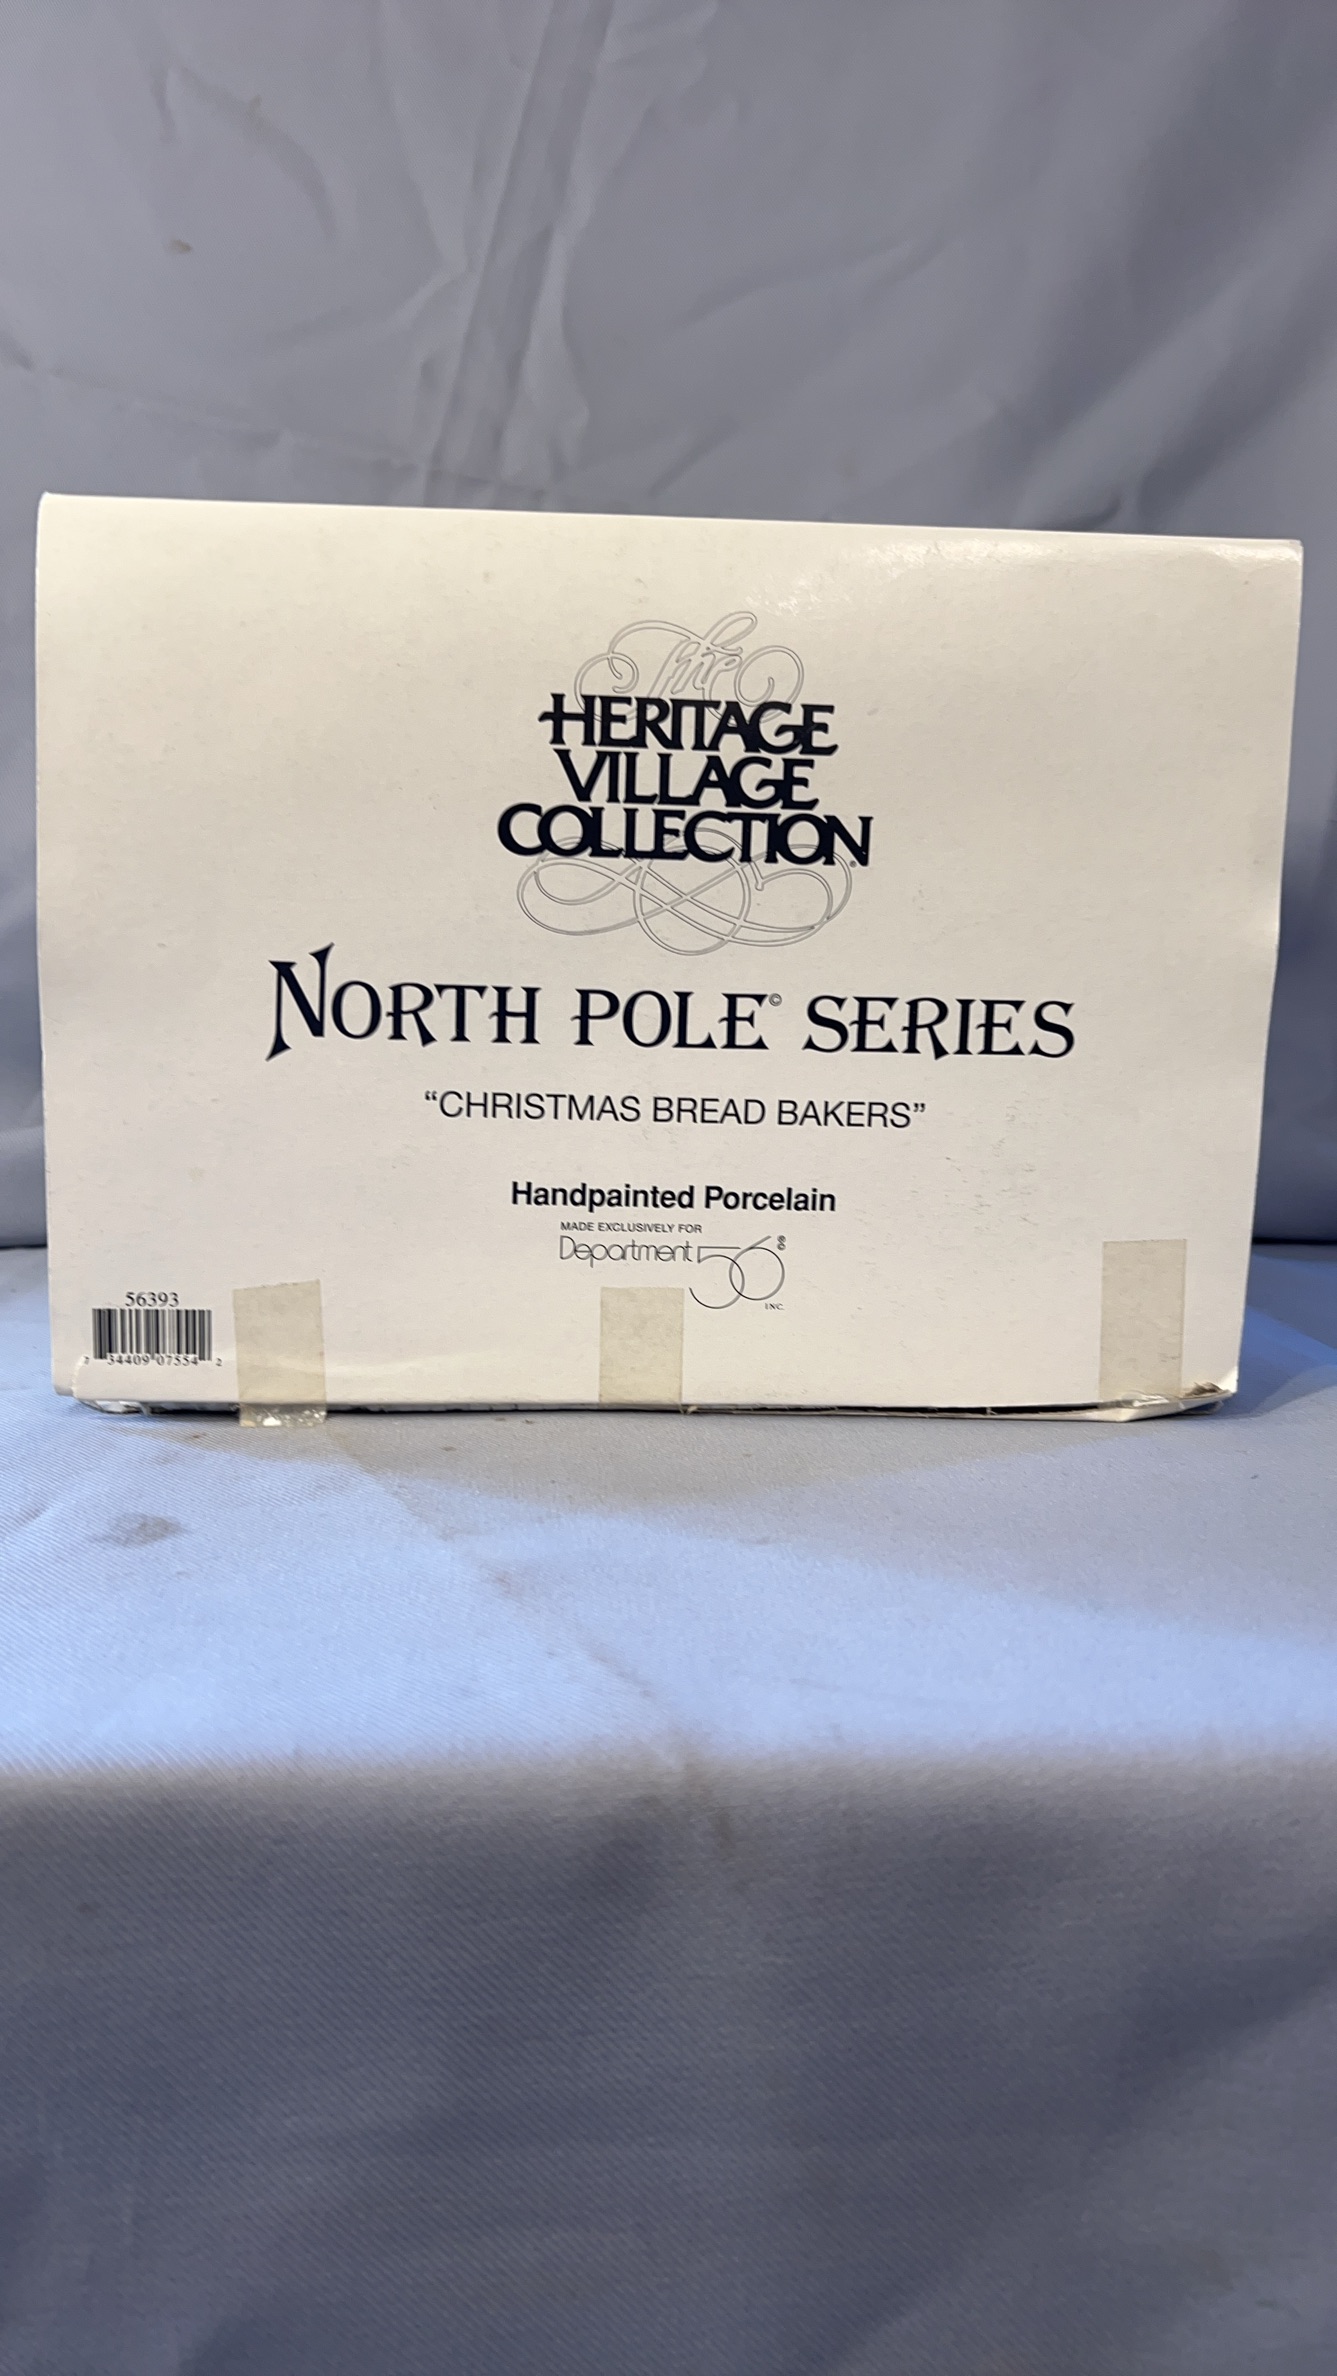 The
HERITAGE
VILLAGE
COLLECTION®
NORTH POLE© SERIES
“CHRISTMAS BREAD BAKERS”
Handpainted Porcelain
MADE EXCLUSIVELY FOR
Department 56®
INC.
56393
2 34409 07554 2